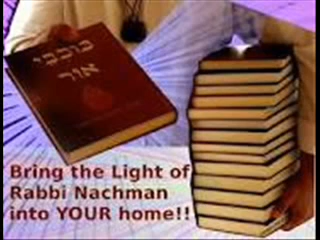 כוכבי
אור
Bring the Light of
Rabbi Nachman
into YOUR home!!